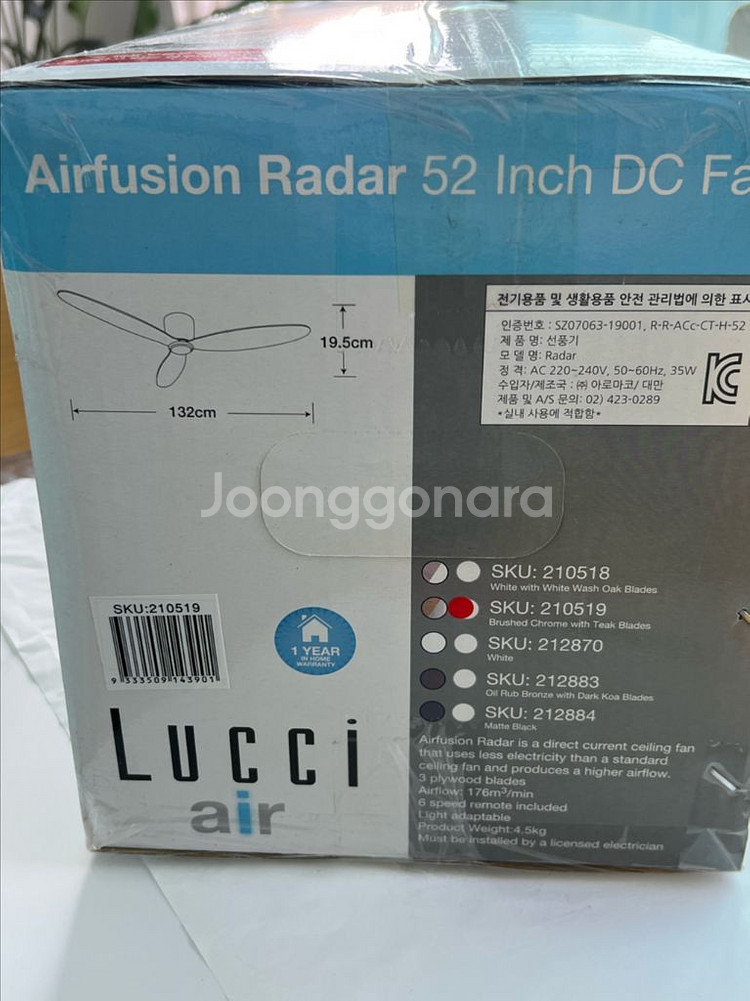 Airfusion Radar 52 Inch DC Fa
전기용품 및 생활용품 안전 관리법에 의한 표시
인증번호 : SZ07063-19001, R-R-ACc-CT-H-52
제 품 명: 선풍기
모 델 명: Radar
정 격: AC 220~240V, 50~60Hz, 35W
수입자/제조국 : ㈜ 아로마코/ 대만
제품 및 A/S 문의: 02) 423-0289
*실내 사용에 적합함*
19.5cm
132cm
Joonggonara
SKU: 210518
White with White Wash Oak Blades
SKU: 210519
Brushed Chrome with Teak Blades
SKU: 212870
White
SKU: 212883
Oil Rub Bronze with Dark Koa Blades
SKU: 212884
Matte Black
SKU:210519
9 333509 143901
1 YEAR
IN HOME
WARRANTY
Lucci
air
Airfusion Radar is a direct current ceiling fan
that uses less electricity than a standard
ceiling fan and produces a higher airflow.
3 plywood blades
Airflow: 176m³/min
6 speed remote included
Light adaptable
Product Weight:4.5kg
Must be installed by a licensed electrician